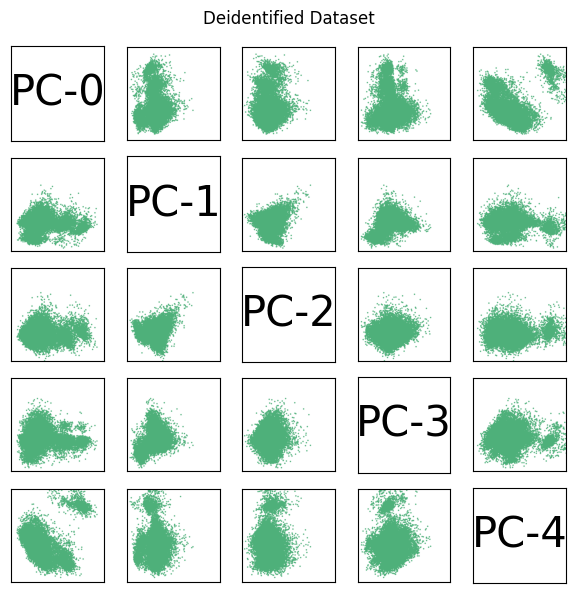 Deidentified Dataset
PC-0
PC-1
PC-2
PC-3
PC-4